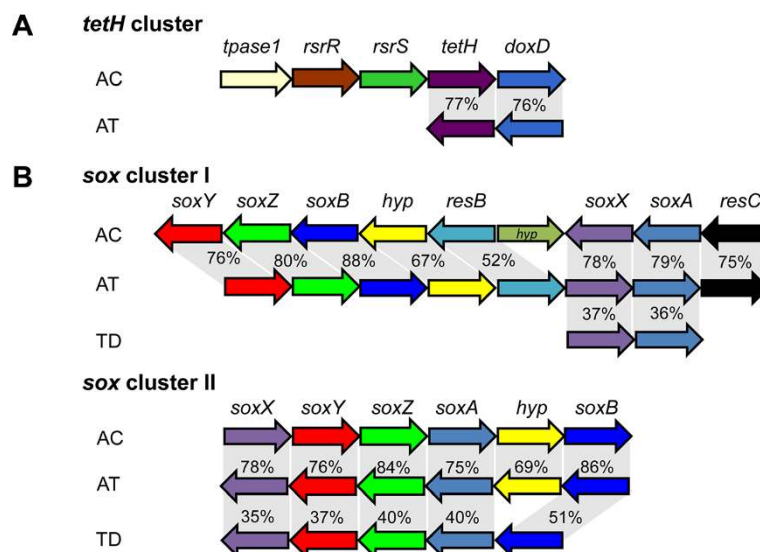 A
tetH cluster
tpase1 rsrR rsrS tetH doxD
AC
77% 76%
AT
B
sox cluster I
soxY soxZ soxB hyp resB soxX soxA resC
AC hyp
76% 80% 88% 67% 52% 78% 79% 75%
AT
37% 36%
TD
sox cluster II
soxX soxY soxZ soxA hyp soxB
AC
78% 76% 84% 75% 69% 86%
AT
35% 37% 40% 40% 51%
TD